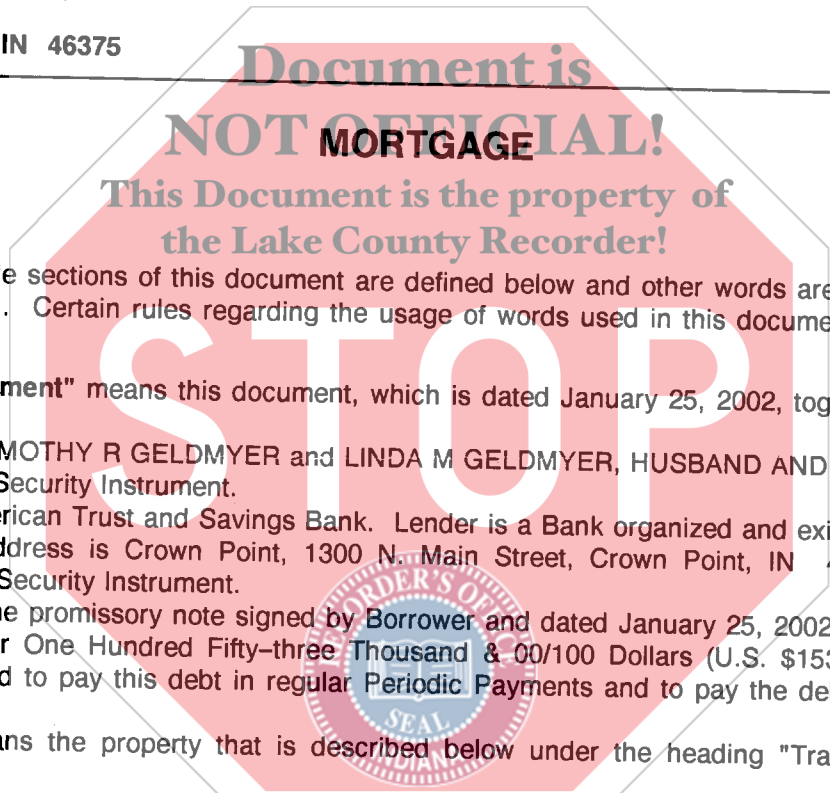 IN 46375
Document is
NOT OFFICIAL!
MORTGAGE
This Document is the property of
the Lake County Recorder!
e sections of this document are defined below and other words are
. Certain rules regarding the usage of words used in this docume
ment" means this document, which is dated January 25, 2002, tog
MOTHY R GELDMYER and LINDA M GELDMYER, HUSBAND AND
Security Instrument.
erican Trust and Savings Bank. Lender is a Bank organized and exi
ddress is Crown Point, 1300 N. Main Street, Crown Point, IN
Security Instrument.
ne promissory note signed by Borrower and dated January 25, 2002
r One Hundred Fifty-three Thousand & 00/100 Dollars (U.S. $153
d to pay this debt in regular Periodic Payments and to pay the de
ans the property that is described below under the heading "Tra
STOP
RECORDER'S OFFICE
SEAL
INDIANA